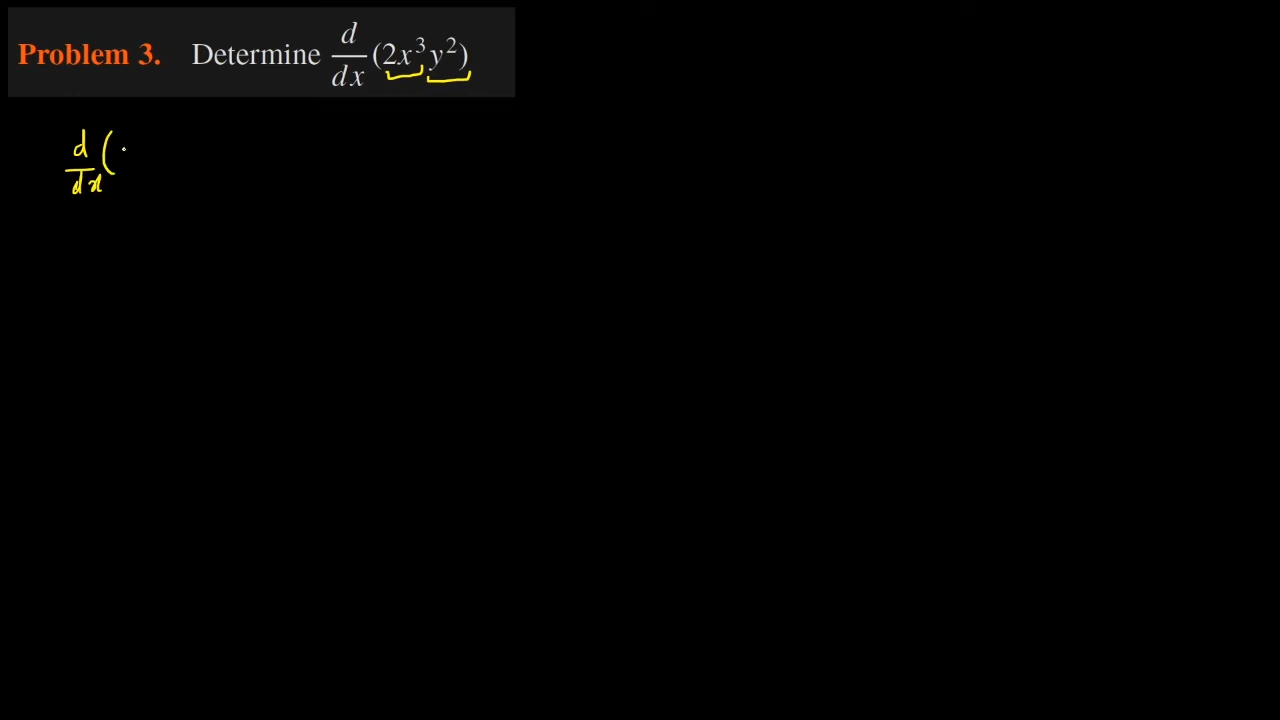 Problem 3. Determine d/dx (2x³y²)
d/dx (